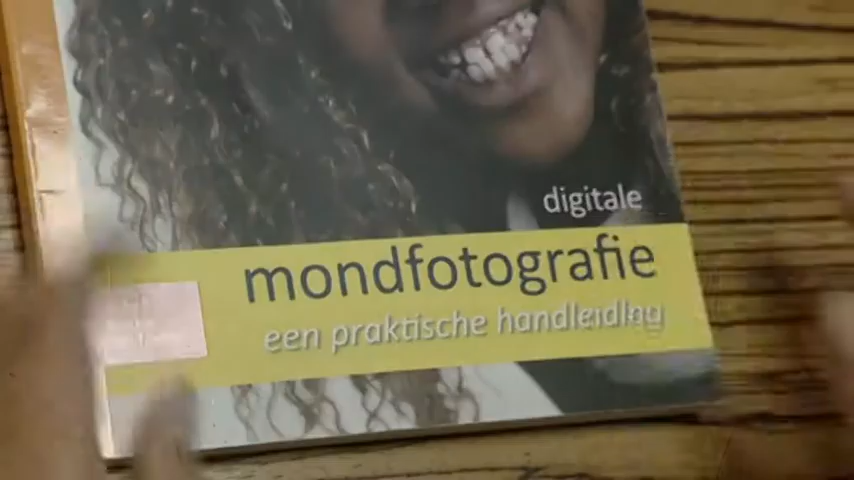 digitale
mondfotografie
een praktische handleiding